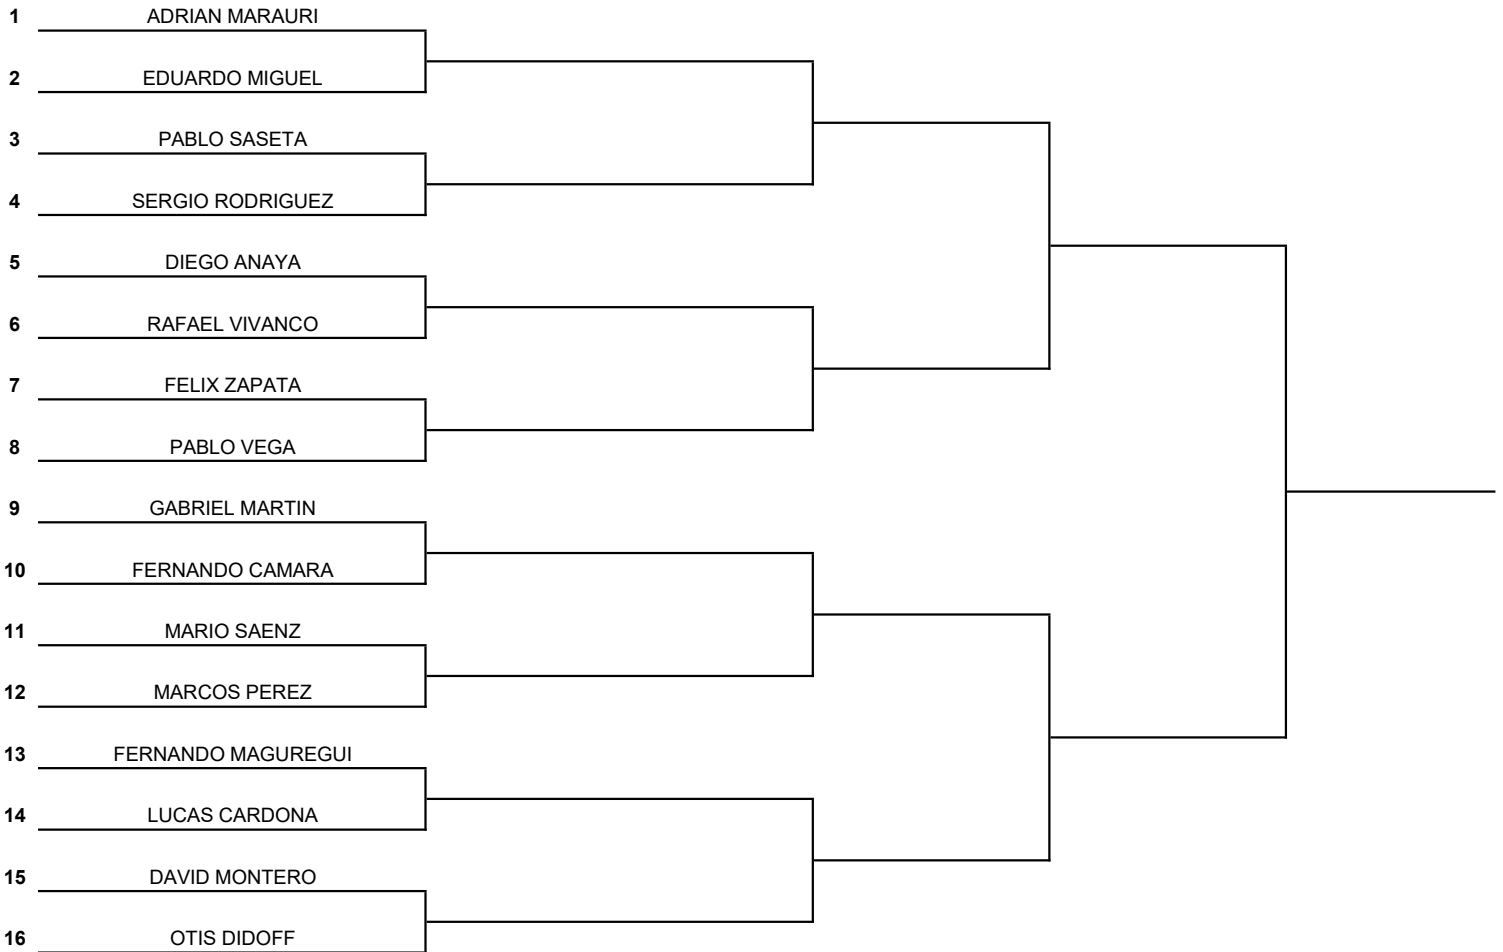 1 ADRIAN MARAURI
2 EDUARDO MIGUEL
3 PABLO SASETA
4 SERGIO RODRIGUEZ
5 DIEGO ANAYA
6 RAFAEL VIVANCO
7 FELIX ZAPATA
8 PABLO VEGA
9 GABRIEL MARTIN
10 FERNANDO CAMARA
11 MARIO SAENZ
12 MARCOS PEREZ
13 FERNANDO MAGUREGUI
14 LUCAS CARDONA
15 DAVID MONTERO
16 OTIS DIDOFF